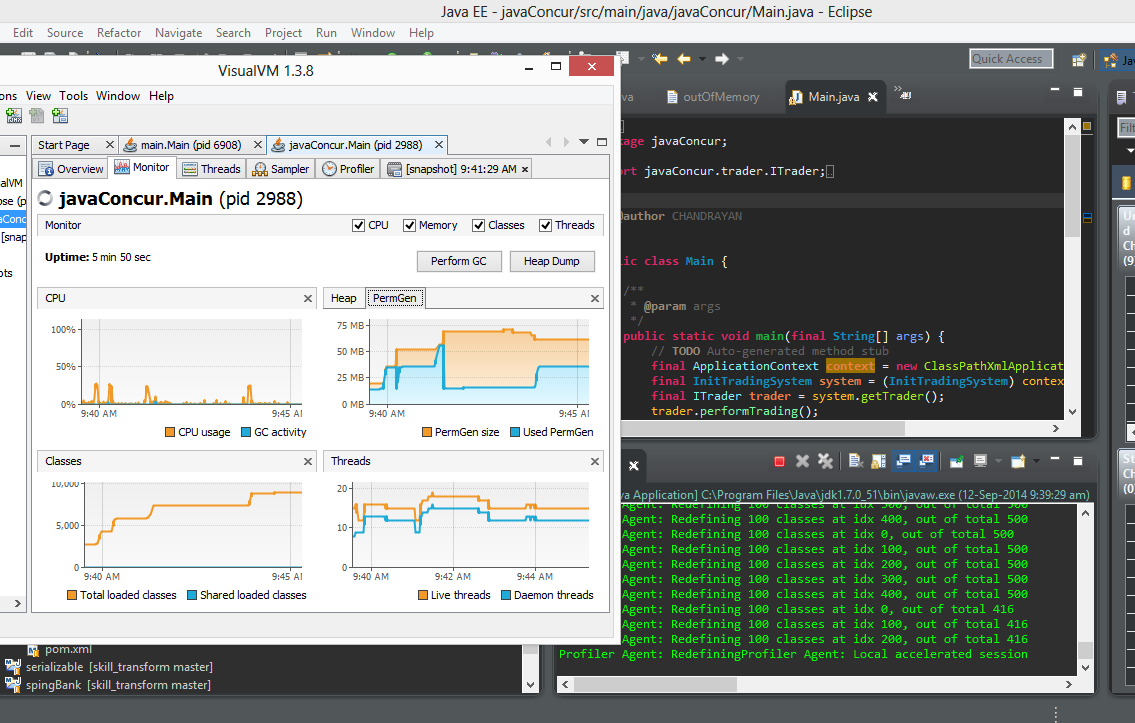 Java EE - javaConcur/src/main/java/javaConcur/Main.java - Eclipse
Edit Source Refactor Navigate Search Project Run Window Help
Quick Access
VisualVM 1.3.8
ons View Tools Window Help
Start Page
main.Main (pid 6908)
javaConcur.Main (pid 2988)
Overview Monitor Threads Sampler Profiler [snapshot] 9:41:29 AM
javaConcur.Main (pid 2988)
Monitor
CPU Memory Classes Threads
Uptime: 5 min 50 sec
Perform GC Heap Dump
CPU
100%
50%
0%
9:40 AM 9:45 AM
CPU usage GC activity
Heap PermGen
75 MB
50 MB
25 MB
0 MB
9:40 AM 9:45 AM
PermGen size Used PermGen
Classes
10,000
5,000
0
9:40 AM 9:45 AM
Total loaded classes Shared loaded classes
Threads
20
10
0
9:40 AM 9:42 AM 9:44 AM
Live threads Daemon threads
outOfMemory
Main.java
kage javaConcur;
ort javaConcur.trader.ITrader;
@author CHANDRAYAN
lic class Main {
/**
* @param args
*/
public static void main(final String[] args) {
// TODO Auto-generated method stub
final ApplicationContext context = new ClassPathXmlApplicat
final InitTradingSystem system = (InitTradingSystem) contex
final ITrader trader = system.getTrader();
trader.performTrading();
va Application] C:\Program Files\Java\jdk1.7.0_51\bin\javaw.exe (12-Sep-2014 9:39:29 am)
Agent: Redefining 100 classes at idx 300, out of total 500
Agent: Redefining 100 classes at idx 400, out of total 500
Agent: Redefining 100 classes at idx 0, out of total 500
Agent: Redefining 100 classes at idx 100, out of total 500
Agent: Redefining 100 classes at idx 200, out of total 500
Agent: Redefining 100 classes at idx 300, out of total 500
Agent: Redefining 100 classes at idx 400, out of total 500
Agent: Redefining 100 classes at idx 0, out of total 416
Agent: Redefining 100 classes at idx 100, out of total 416
Agent: Redefining 100 classes at idx 200, out of total 416
Profiler Agent: RedefiningProfiler Agent: Local accelerated session
pom.xml
serializable [skill_transform master]
spingBank [skill_transform master]